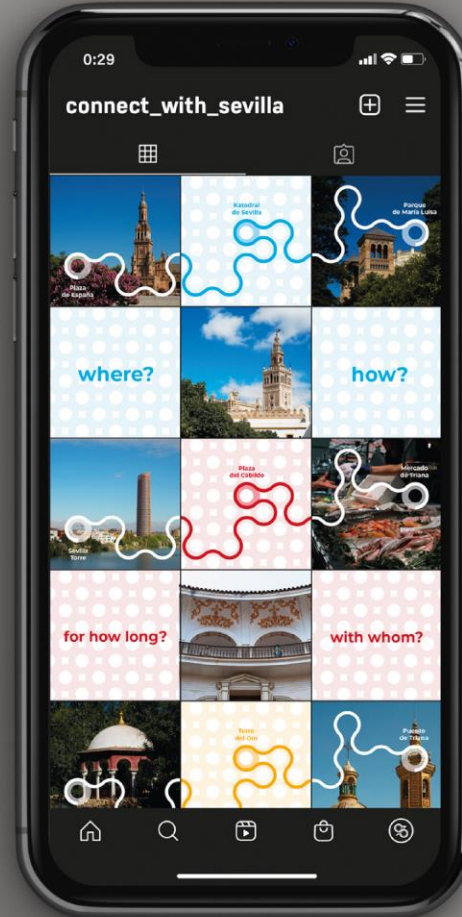 0:29
connect_with_sevilla
Katedral
de Sevilla
Parque
de María Luisa
Plaza
de España
where?
how?
Plaza
del Cabildo
Mercado
de Triana
Sevilla
Torre
for how long?
with whom?
Torre
del Oro
Puente
de Triana